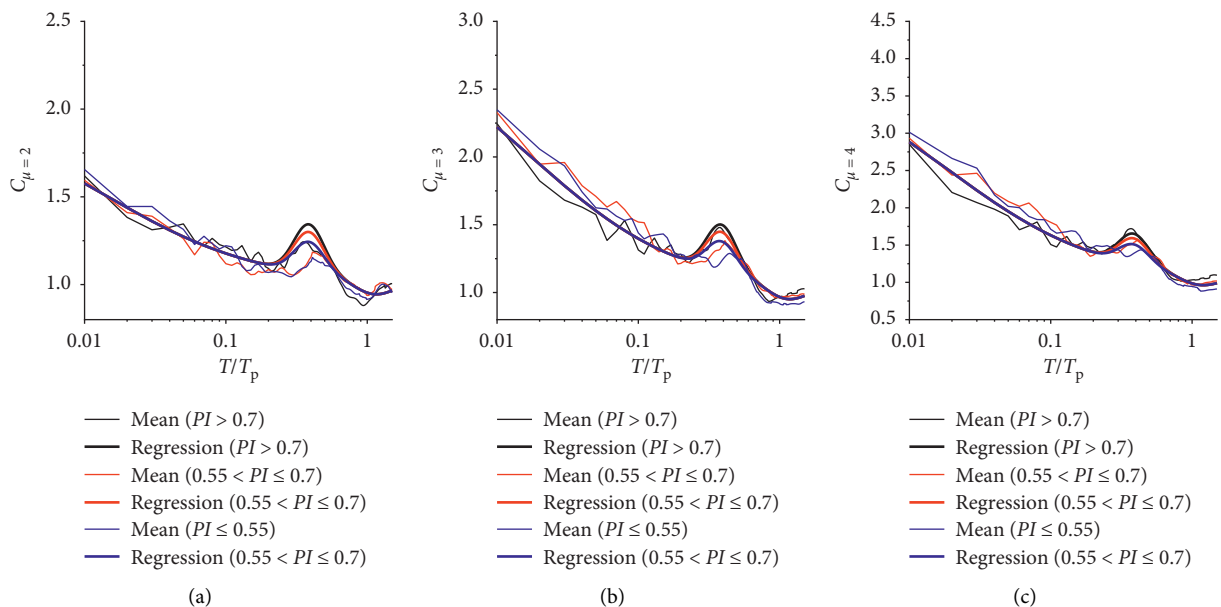 2.5
2.0
1.5
1.0
C_{μ = 2}
0.01
0.1
1
T/T_p
Mean (PI > 0.7)
Regression (PI > 0.7)
Mean (0.55 < PI ≤ 0.7)
Regression (0.55 < PI ≤ 0.7)
Mean (PI ≤ 0.55)
Regression (0.55 < PI ≤ 0.7)
(a)
3.0
2.5
2.0
1.5
1.0
C_{μ = 3}
0.01
0.1
1
T/T_p
Mean (PI > 0.7)
Regression (PI > 0.7)
Mean (0.55 < PI ≤ 0.7)
Regression (0.55 < PI ≤ 0.7)
Mean (PI ≤ 0.55)
Regression (0.55 < PI ≤ 0.7)
(b)
4.5
4.0
3.5
3.0
2.5
2.0
1.5
1.0
0.5
C_{μ = 4}
0.01
0.1
1
T/T_p
Mean (PI > 0.7)
Regression (PI > 0.7)
Mean (0.55 < PI ≤ 0.7)
Regression (0.55 < PI ≤ 0.7)
Mean (PI ≤ 0.55)
Regression (0.55 < PI ≤ 0.7)
(c)